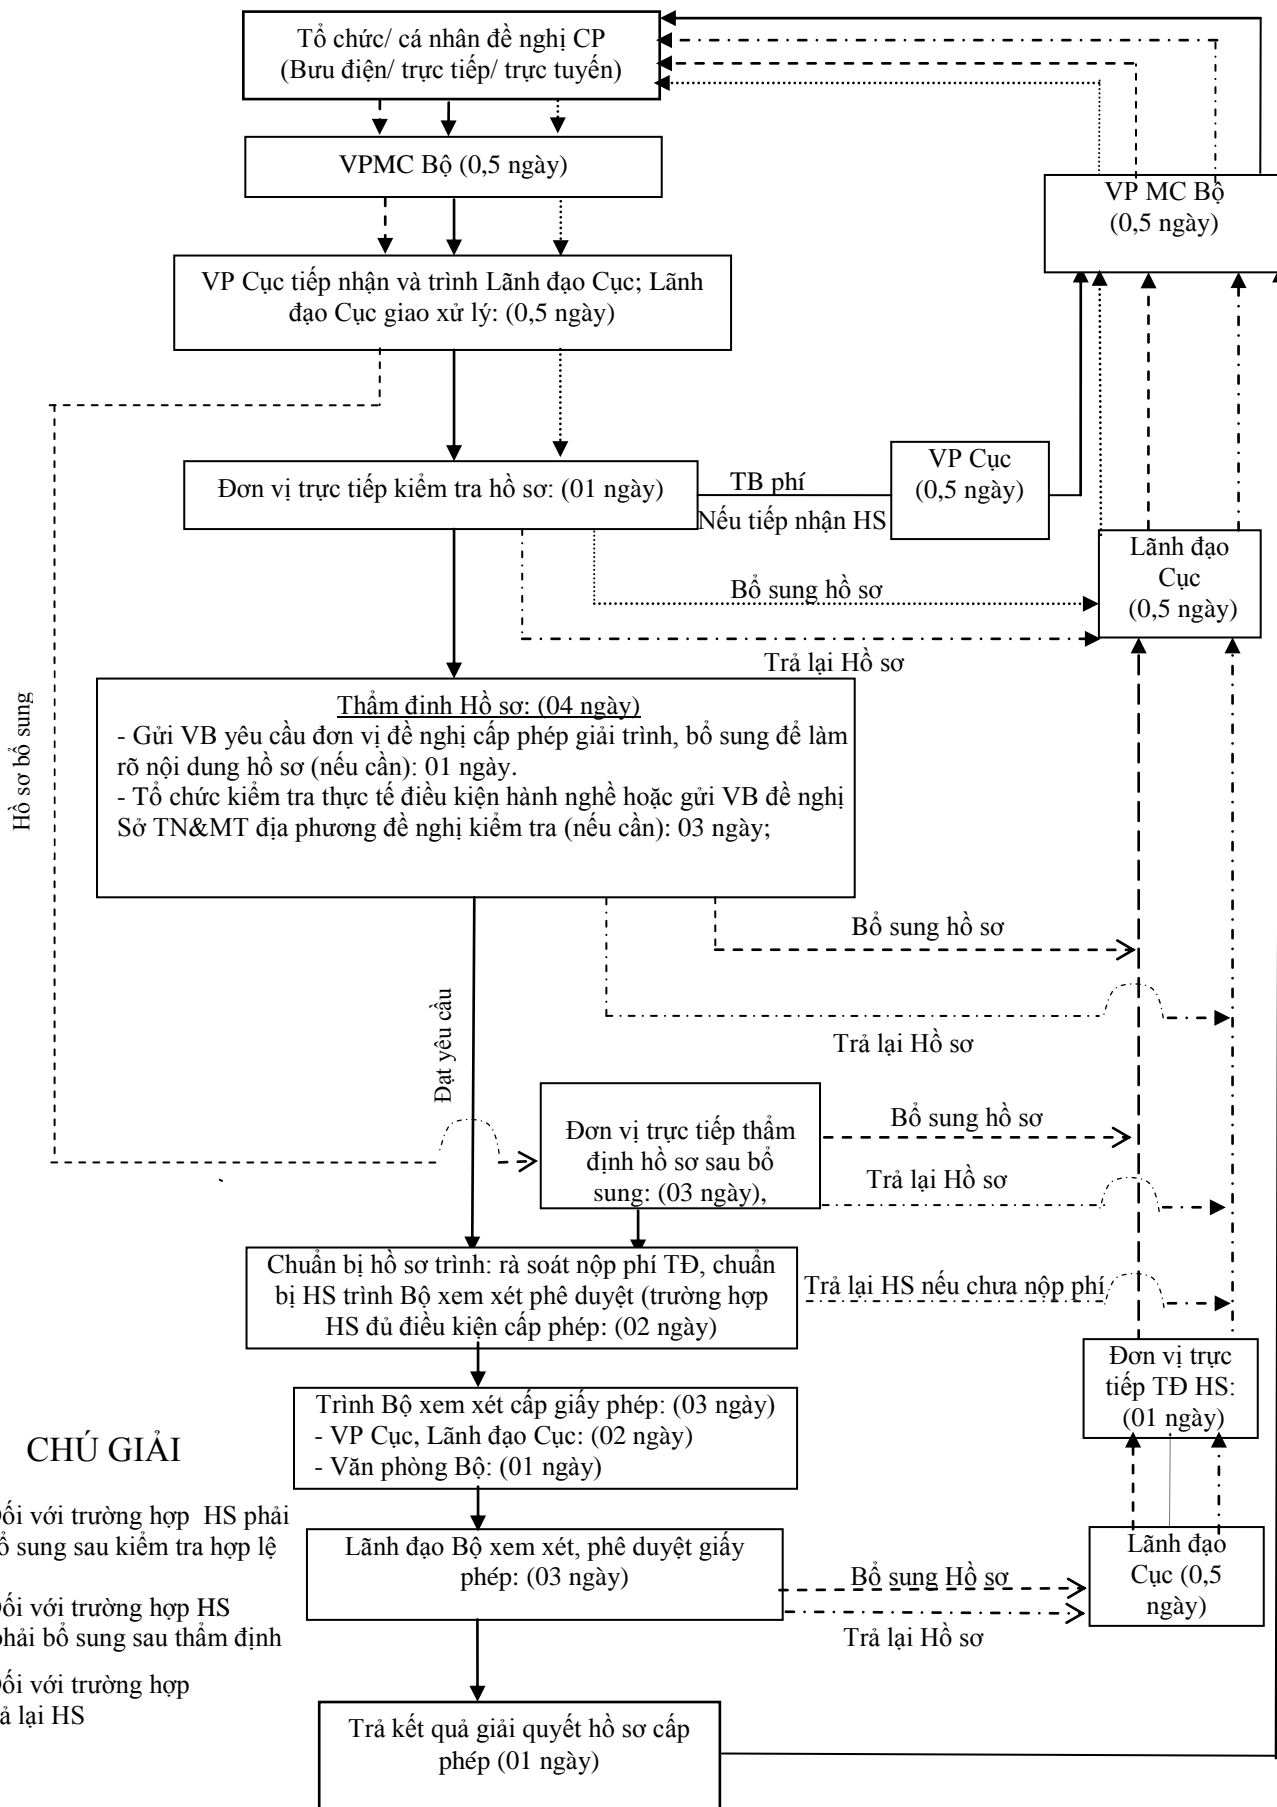 Tổ chức/ cá nhân đề nghị CP
(Bưu điện/ trực tiếp/ trực tuyến)
VPMC Bộ (0,5 ngày)
VP MC Bộ
(0,5 ngày)
VP Cục tiếp nhận và trình Lãnh đạo Cục; Lãnh
đạo Cục giao xử lý: (0,5 ngày)
Đơn vị trực tiếp kiểm tra hồ sơ: (01 ngày)
TB phí
Nếu tiếp nhận HS
VP Cục
(0,5 ngày)
Lãnh đạo
Cục
(0,5 ngày)
Bổ sung hồ sơ
Trả lại Hồ sơ
Hồ sơ bổ sung
Thẩm định Hồ sơ: (04 ngày)
- Gửi VB yêu cầu đơn vị đề nghị cấp phép giải trình, bổ sung để làm
rõ nội dung hồ sơ (nếu cần): 01 ngày.
- Tổ chức kiểm tra thực tế điều kiện hành nghề hoặc gửi VB đề nghị
Sở TN&MT địa phương đề nghị kiểm tra (nếu cần): 03 ngày;
Bổ sung hồ sơ
Trả lại Hồ sơ
Đạt yêu cầu
Đơn vị trực tiếp thẩm
định hồ sơ sau bổ
sung: (03 ngày),
Bổ sung hồ sơ
Trả lại Hồ sơ
Chuẩn bị hồ sơ trình: rà soát nộp phí TĐ, chuẩn
bị HS trình Bộ xem xét phê duyệt (trường hợp
HS đủ điều kiện cấp phép: (02 ngày)
Trả lại HS nếu chưa nộp phí
Đơn vị trực
tiếp TĐ HS:
(01 ngày)
Trình Bộ xem xét cấp giấy phép: (03 ngày)
- VP Cục, Lãnh đạo Cục: (02 ngày)
- Văn phòng Bộ: (01 ngày)
CHÚ GIẢI
với trường hợp HS phải
sung sau kiểm tra hợp lệ
với trường hợp HS
phải bổ sung sau thẩm định
với trường hợp
lại HS
Lãnh đạo Bộ xem xét, phê duyệt giấy
phép: (03 ngày)
Bổ sung Hồ sơ
Trả lại Hồ sơ
Lãnh đạo
Cục (0,5
ngày)
Trả kết quả giải quyết hồ sơ cấp
phép (01 ngày)